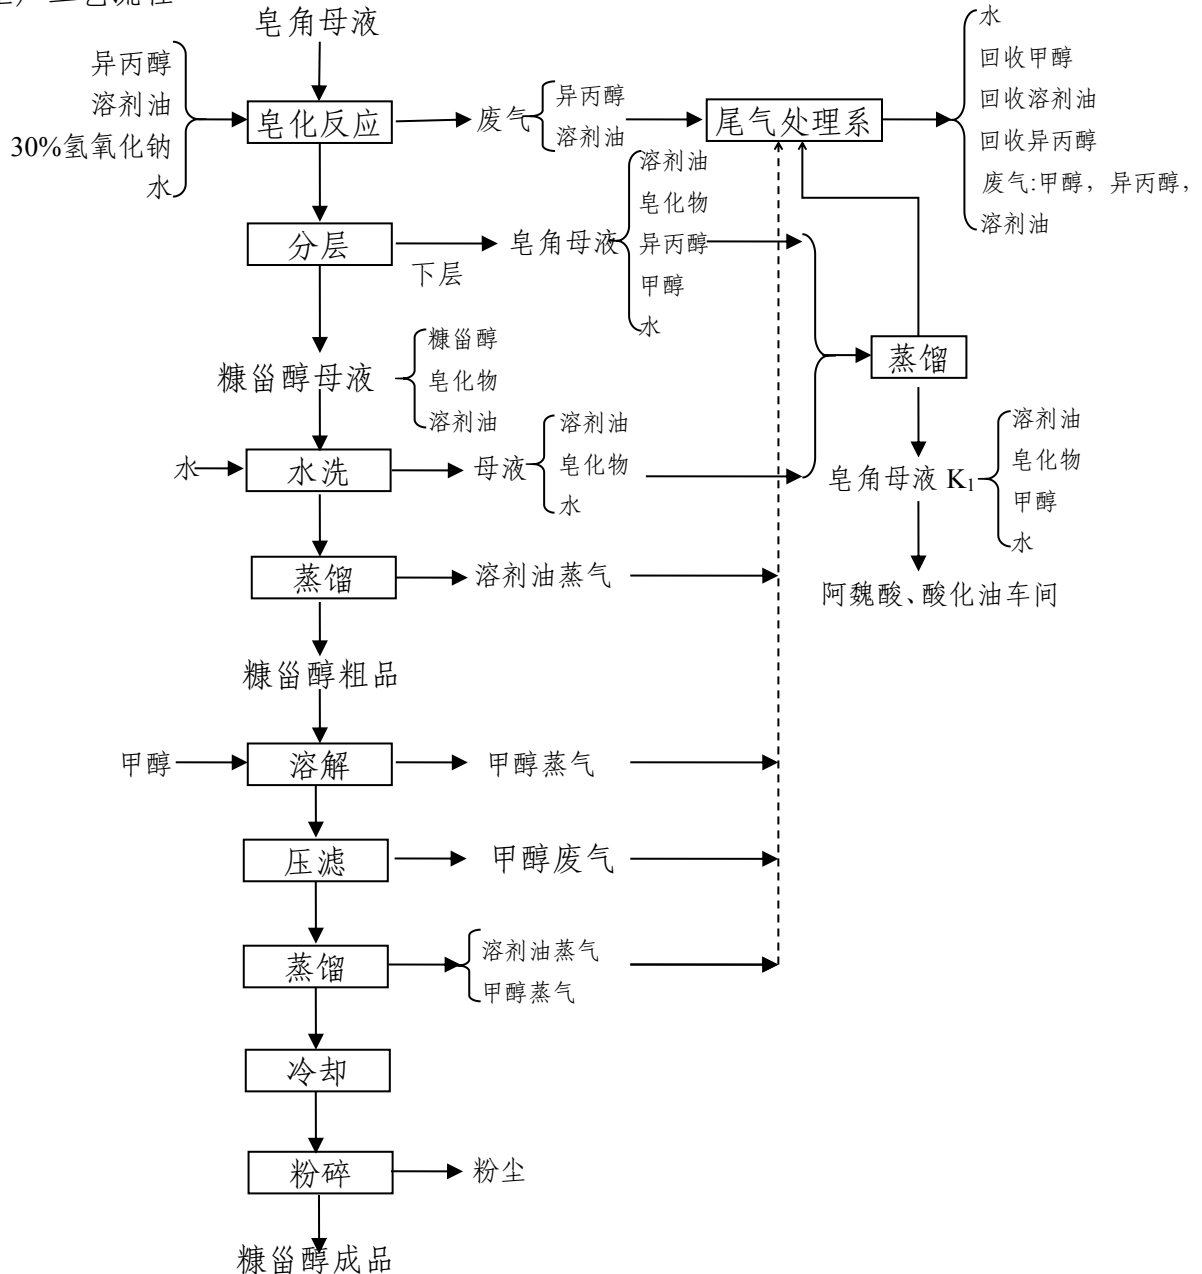 皂角母液
异丙醇
溶剂油
30%氢氧化钠
水
皂化反应
废气
异丙醇
溶剂油
尾气处理系
水
回收甲醇
回收溶剂油
回收异丙醇
废气:甲醇，异丙醇，
溶剂油
分层
下层
皂角母液
溶剂油
皂化物
异丙醇
甲醇
水
糠甾醇母液
糠甾醇
皂化物
溶剂油
蒸馏
水
水洗
母液
溶剂油
皂化物
水
皂角母液 K1
溶剂油
皂化物
甲醇
水
蒸馏
溶剂油蒸气
阿魏酸、酸化油车间
糠甾醇粗品
甲醇
溶解
甲醇蒸气
压滤
甲醇废气
蒸馏
溶剂油蒸气
甲醇蒸气
冷却
粉碎
粉尘
糠甾醇成品